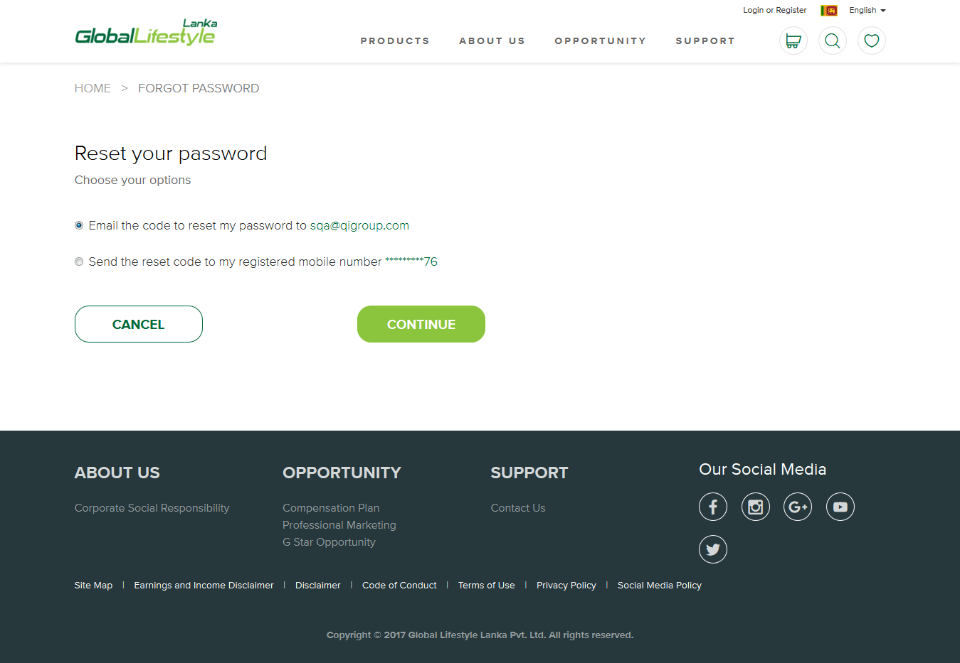 Login or Register English
Lanka
GlobalLifestyle
PRODUCTS ABOUT US OPPORTUNITY SUPPORT
HOME > FORGOT PASSWORD
Reset your password
Choose your options
Email the code to reset my password to sqa@qigroup.com
Send the reset code to my registered mobile number *********76
CANCEL CONTINUE
ABOUT US
Corporate Social Responsibility
OPPORTUNITY
Compensation Plan
Professional Marketing
G Star Opportunity
SUPPORT
Contact Us
Our Social Media
G+
Site Map | Earnings and Income Disclaimer | Disclaimer | Code of Conduct | Terms of Use | Privacy Policy | Social Media Policy
Copyright © 2017 Global Lifestyle Lanka Pvt. Ltd. All rights reserved.